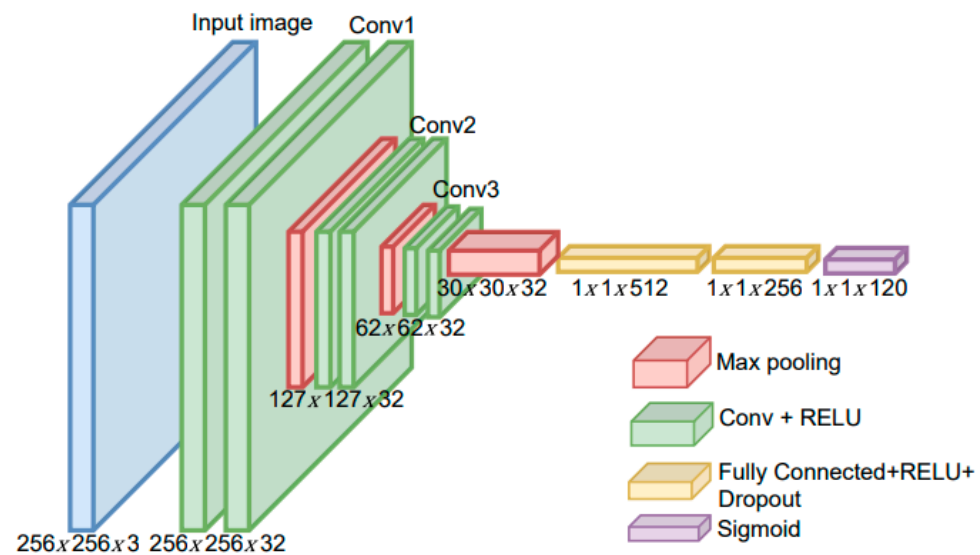 Input image
Conv1
Conv2
Conv3
256x256x3
256x256x32
127x127x32
62x62x32
30x30x32
1x1x512
1x1x256
1x1x120
Max pooling
Conv + RELU
Fully Connected+RELU+
Dropout
Sigmoid